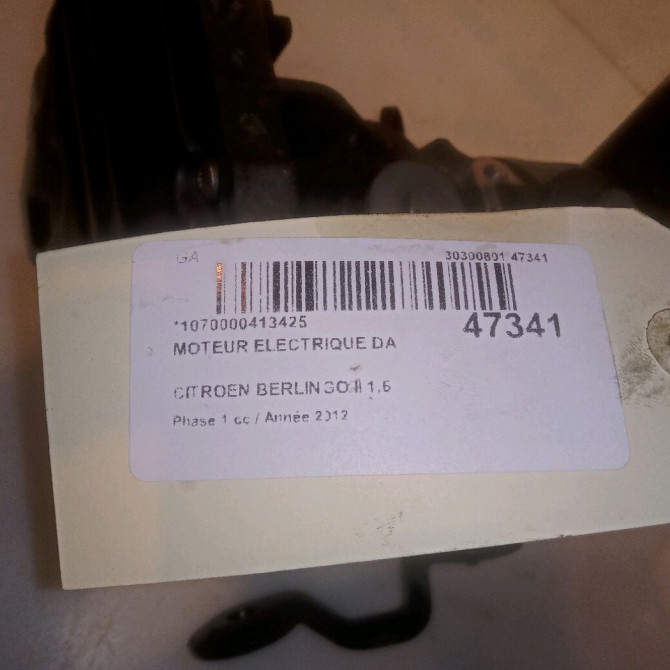 GA 30300801 47341
*1070000413425 47341
MOTEUR ELECTRIQUE DA
CITROEN BERLINGO II 1.6
Phase 1 cc / Année 2012